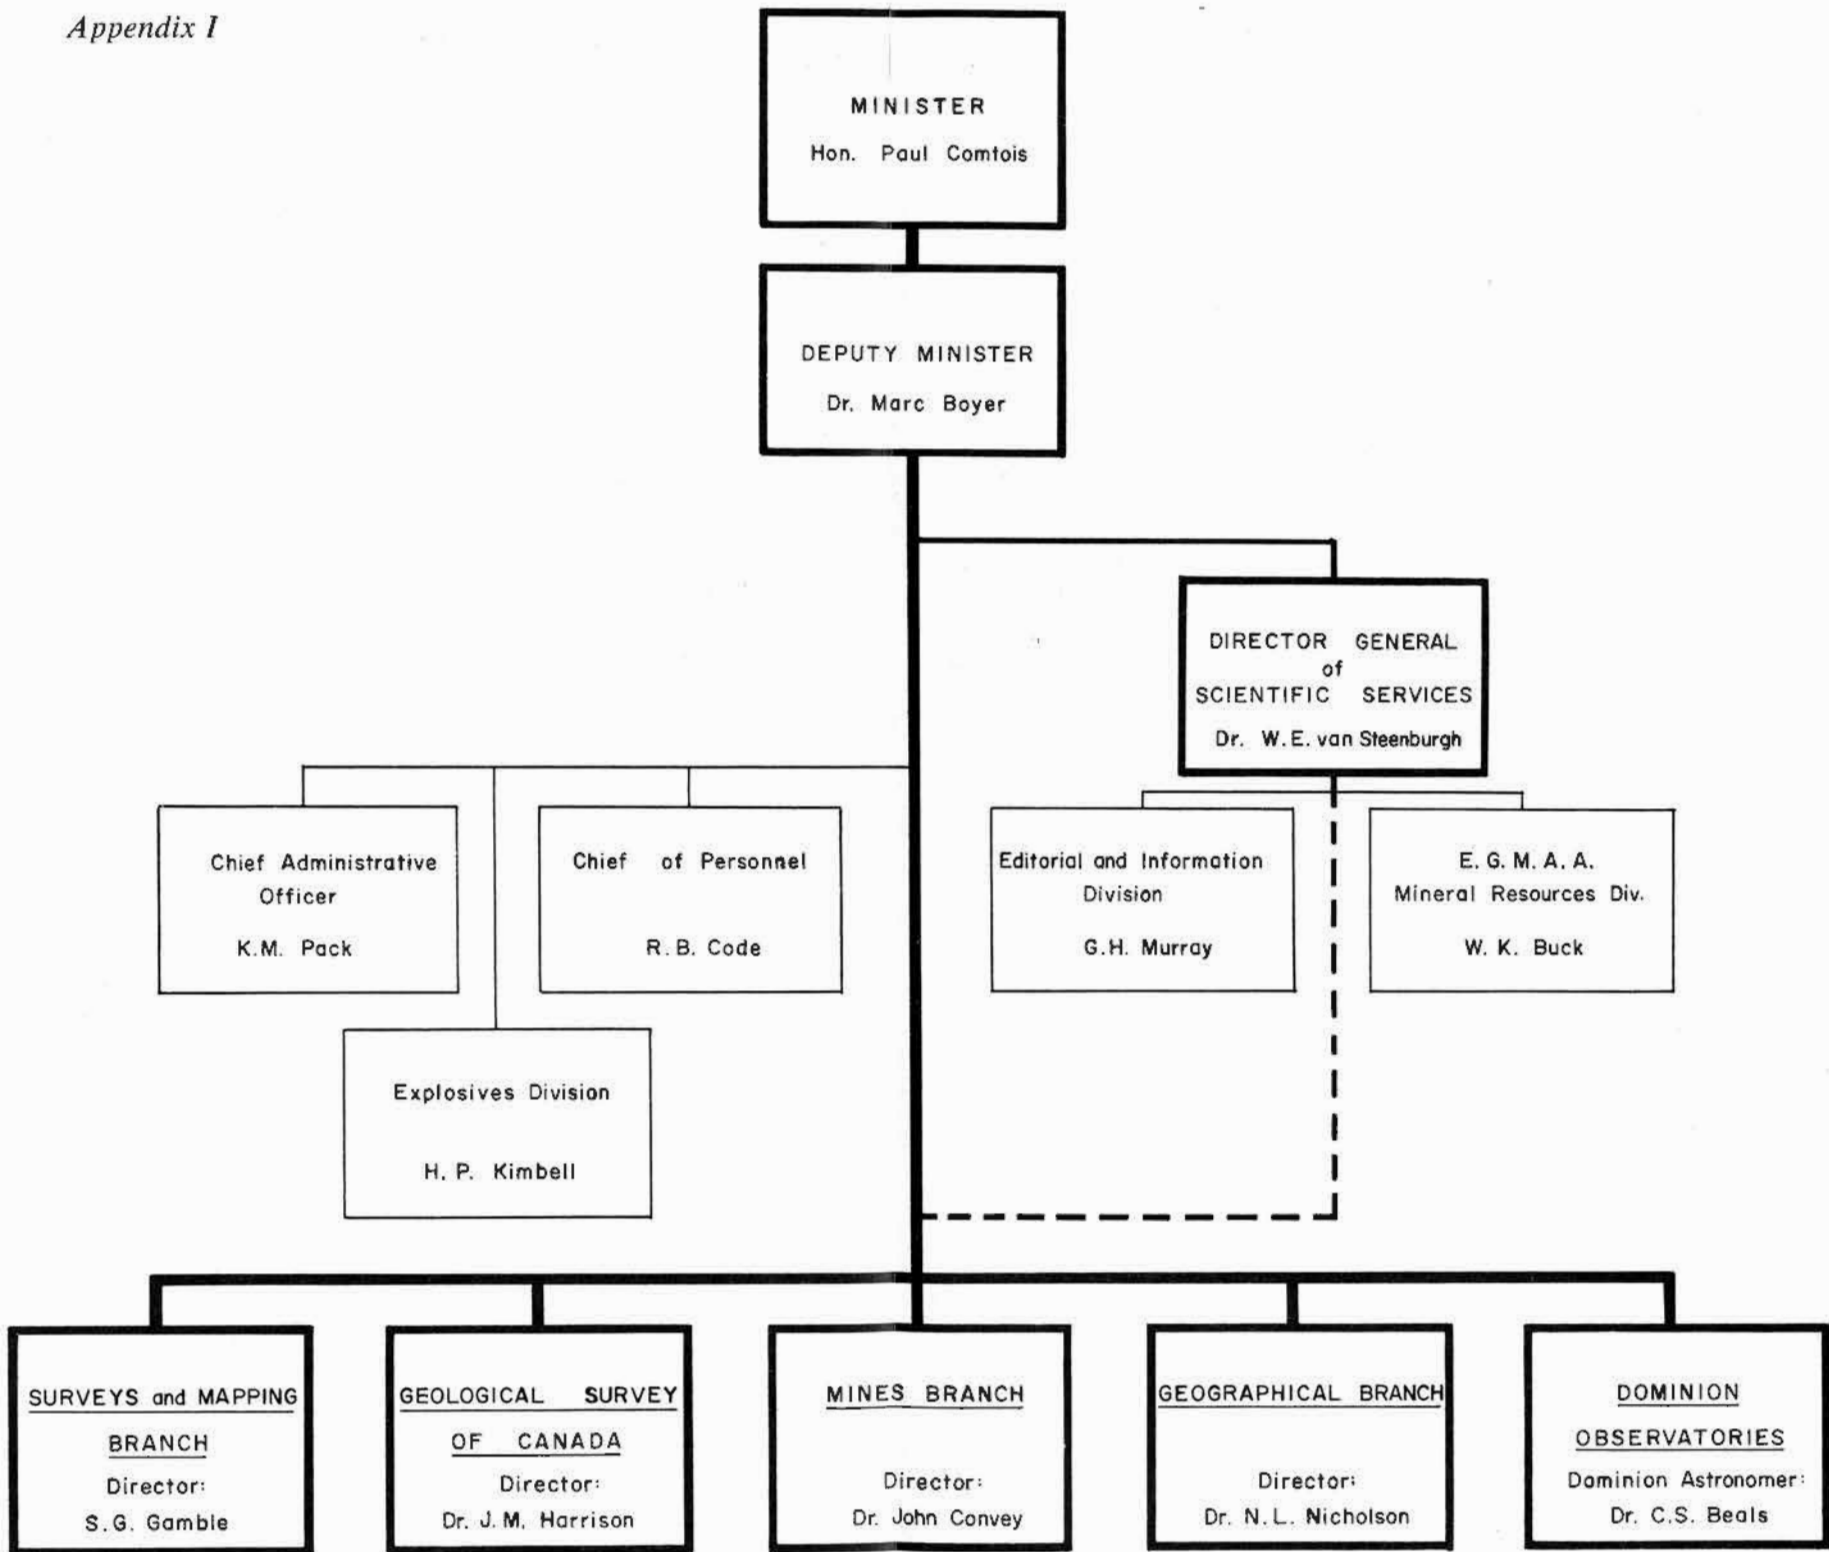 Appendix I
MINISTER
Hon. Paul Comtois
DEPUTY MINISTER
Dr. Marc Boyer
DIRECTOR GENERAL
of
SCIENTIFIC SERVICES
Dr. W.E. van Steenburgh
Chief Administrative
Officer
K.M. Pack
Chief of Personnel
R.B. Code
Editorial and Information
Division
G.H. Murray
E.G.M.A.A.
Mineral Resources Div.
W.K. Buck
Explosives Division
H.P. Kimbell
SURVEYS and MAPPING
BRANCH
Director:
S.G. Gamble
GEOLOGICAL SURVEY
OF CANADA
Director:
Dr. J.M. Harrison
MINES BRANCH
Director:
Dr. John Convey
GEOGRAPHICAL BRANCH
Director:
Dr. N.L. Nicholson
DOMINION
OBSERVATORIES
Dominion Astronomer:
Dr. C.S. Beals